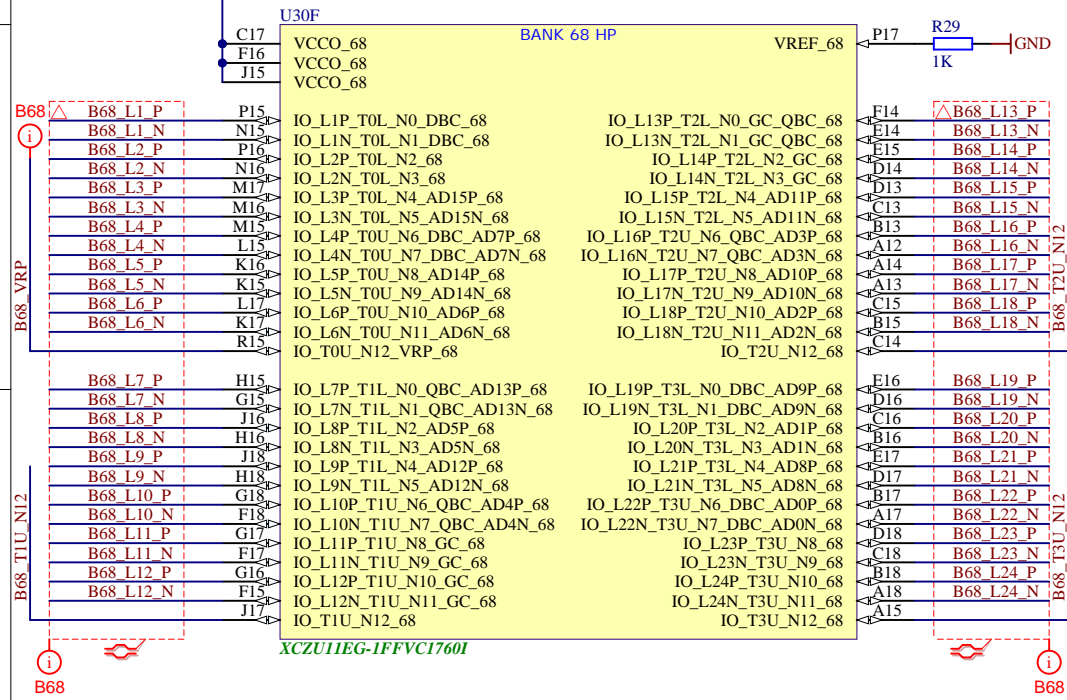 U30F
BANK 68 HP
C17 VCCO_68 VREF_68 P17 R29 1K GND
F16 VCCO_68
J15 VCCO_68
B68 i B68_L1_P P15 IO_L1P_T0L_N0_DBC_68 IO_L13P_T2L_N0_GC_QBC_68 F14 B68_L13_P
B68_L1_N N15 IO_L1N_T0L_N1_DBC_68 IO_L13N_T2L_N1_GC_QBC_68 E14 B68_L13_N
B68_L2_P P16 IO_L2P_T0L_N2_68 IO_L14P_T2L_N2_GC_68 E15 B68_L14_P
B68_L2_N N16 IO_L2N_T0L_N3_68 IO_L14N_T2L_N3_GC_68 D14 B68_L14_N
B68_L3_P M17 IO_L3P_T0L_N4_AD15P_68 IO_L15P_T2L_N4_AD11P_68 D13 B68_L15_P
B68_L3_N M16 IO_L3N_T0L_N5_AD15N_68 IO_L15N_T2L_N5_AD11N_68 C13 B68_L15_N
B68_L4_P M15 IO_L4P_T0U_N6_DBC_AD7P_68 IO_L16P_T2U_N6_QBC_AD3P_68 B13 B68_L16_P
B68_L4_N L15 IO_L4N_T0U_N7_DBC_AD7N_68 IO_L16N_T2U_N7_QBC_AD3N_68 A12 B68_L16_N
B68_L5_P K16 IO_L5P_T0U_N8_AD14P_68 IO_L17P_T2U_N8_AD10P_68 A14 B68_L17_P
B68_L5_N K15 IO_L5N_T0U_N9_AD14N_68 IO_L17N_T2U_N9_AD10N_68 A13 B68_L17_N
B68_L6_P L17 IO_L6P_T0U_N10_AD6P_68 IO_L18P_T2U_N10_AD2P_68 C15 B68_L18_P
B68_L6_N K17 IO_L6N_T0U_N11_AD6N_68 IO_L18N_T2U_N11_AD2N_68 B15 B68_L18_N
B68_VRP R15 IO_T0U_N12_VRP_68 IO_T2U_N12_68 C14 B68_T2U_N12
B68_L7_P H15 IO_L7P_T1L_N0_QBC_AD13P_68 IO_L19P_T3L_N0_DBC_AD9P_68 E16 B68_L19_P
B68_L7_N G15 IO_L7N_T1L_N1_QBC_AD13N_68 IO_L19N_T3L_N1_DBC_AD9N_68 D16 B68_L19_N
B68_L8_P J16 IO_L8P_T1L_N2_AD5P_68 IO_L20P_T3L_N2_AD1P_68 C16 B68_L20_P
B68_L8_N H16 IO_L8N_T1L_N3_AD5N_68 IO_L20N_T3L_N3_AD1N_68 B16 B68_L20_N
B68_L9_P J18 IO_L9P_T1L_N4_AD12P_68 IO_L21P_T3L_N4_AD8P_68 E17 B68_L21_P
B68_L9_N H18 IO_L9N_T1L_N5_AD12N_68 IO_L21N_T3L_N5_AD8N_68 D17 B68_L21_N
B68_L10_P G18 IO_L10P_T1U_N6_QBC_AD4P_68 IO_L22P_T3U_N6_DBC_AD0P_68 B17 B68_L22_P
B68_L10_N F18 IO_L10N_T1U_N7_QBC_AD4N_68 IO_L22N_T3U_N7_DBC_AD0N_68 A17 B68_L22_N
B68_L11_P G17 IO_L11P_T1U_N8_GC_68 IO_L23P_T3U_N8_68 D18 B68_L23_P
B68_L11_N F17 IO_L11N_T1U_N9_GC_68 IO_L23N_T3U_N9_68 C18 B68_L23_N
B68_L12_P G16 IO_L12P_T1U_N10_GC_68 IO_L24P_T3U_N10_68 B18 B68_L24_P
B68_L12_N F15 IO_L12N_T1U_N11_GC_68 IO_L24N_T3U_N11_68 A18 B68_L24_N
B68_T1U_N12 J17 IO_T1U_N12_68 IO_T3U_N12_68 A15 B68_T3U_N12
XCZU11EG-1FFVC1760I
i B68 i B68